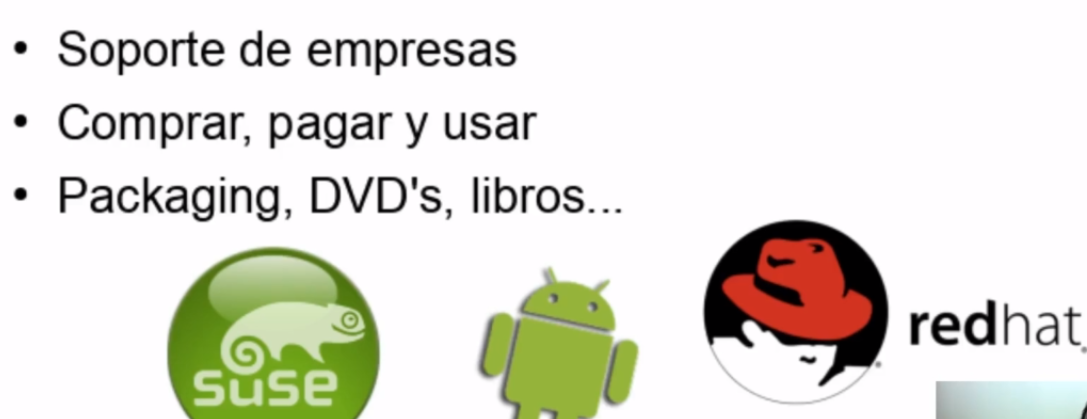 • Soporte de empresas
• Comprar, pagar y usar
• Packaging, DVD's, libros...
suse
redhat